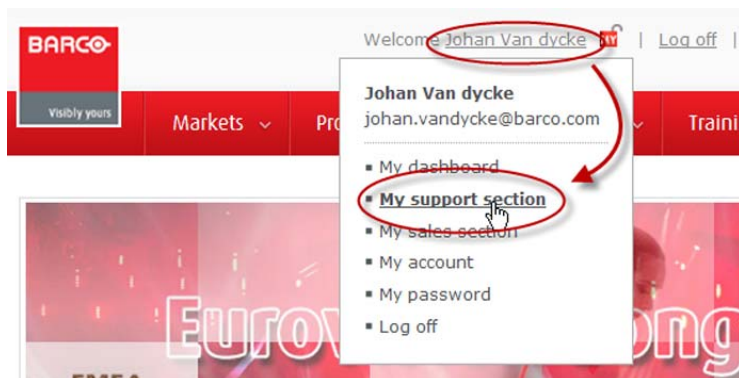 BARCO
Visibly yours
Welcome Johan Van dycke | Log off |
Markets
Johan Van dycke
johan.vandycke@barco.com
My dashboard
My support section
My sales section
My account
My password
Log off